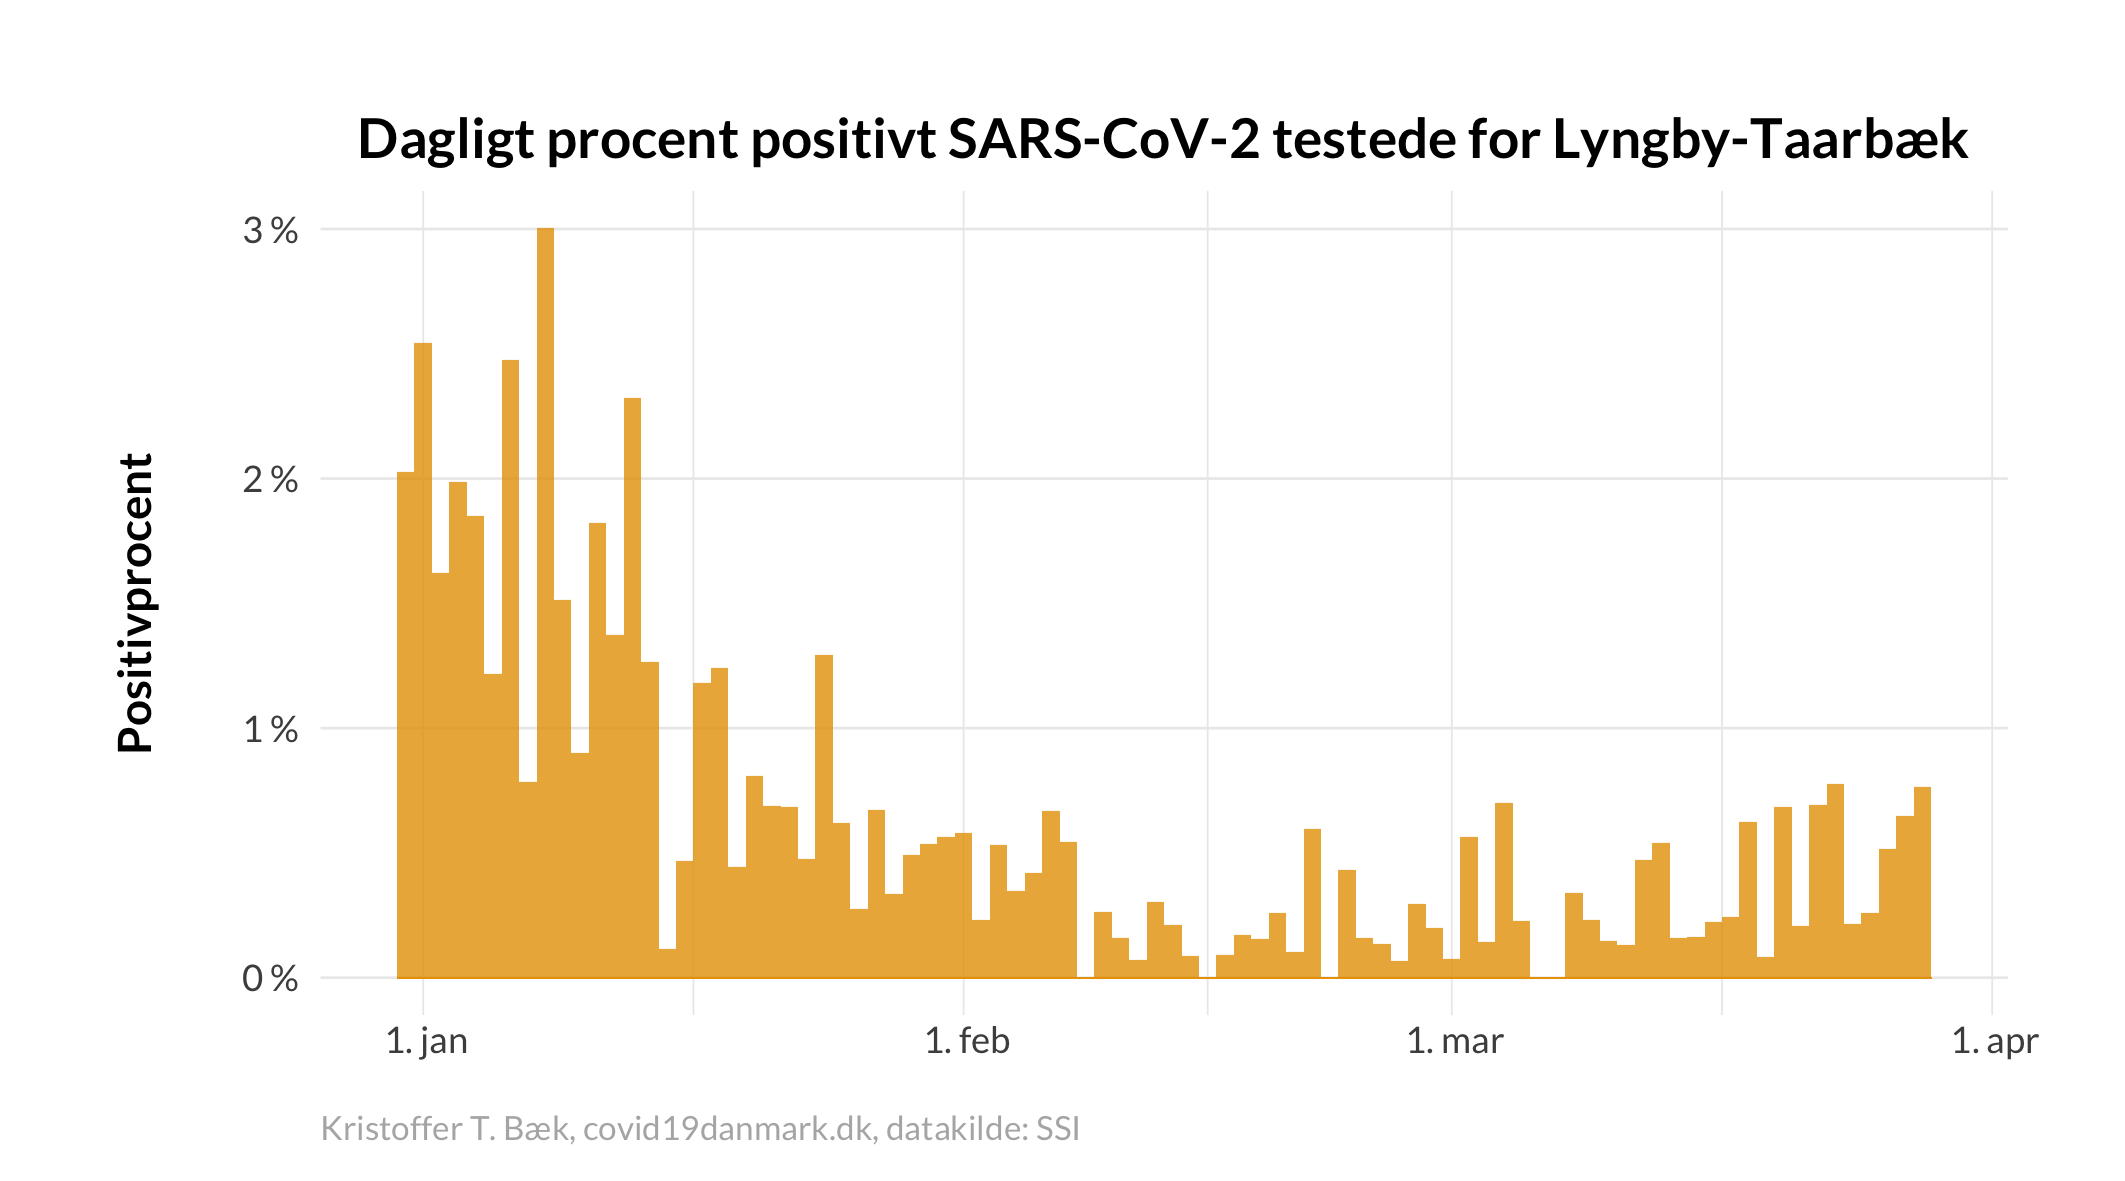 Dagligt procent positivt SARS-CoV-2 testede for Lyngby-Taarbæk
Positivprocent
3 %
2 %
1 %
0 %
1. jan
1. feb
1. mar
1. apr
Kristoffer T. Bæk, covid19danmark.dk, datakilde: SSI